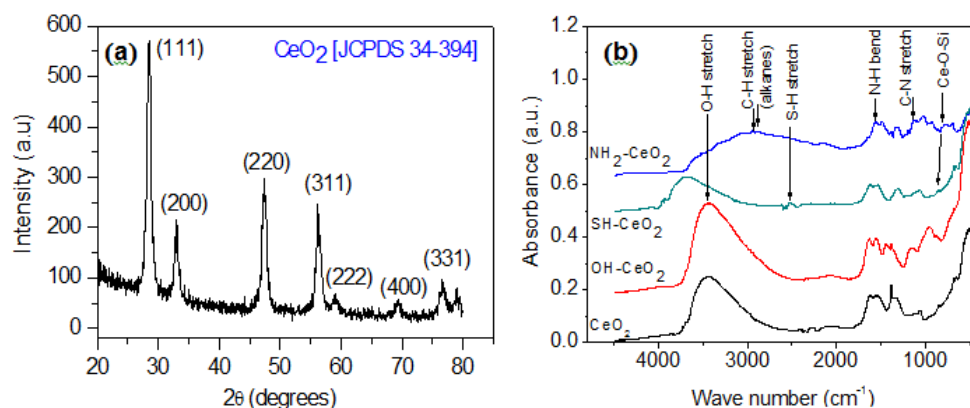 (a)
CeO2 [JCPDS 34-394]
(111)
(200)
(220)
(311)
(222)
(400)
(331)
600
500
400
300
200
100
0
Intensity (a.u)
20 30 40 50 60 70 80
2θ (degrees)
(b)
O-H stretch
C-H stretch
(alkanes)
S-H stretch
N-H bend
C-N stretch
Ce-O-Si
NH2-CeO2
SH-CeO2
OH-CeO2
CeO2
1.2
1.0
0.8
0.6
0.4
0.2
0.0
Absorbance (a.u.)
4000 3000 2000 1000
Wave number (cm-1)